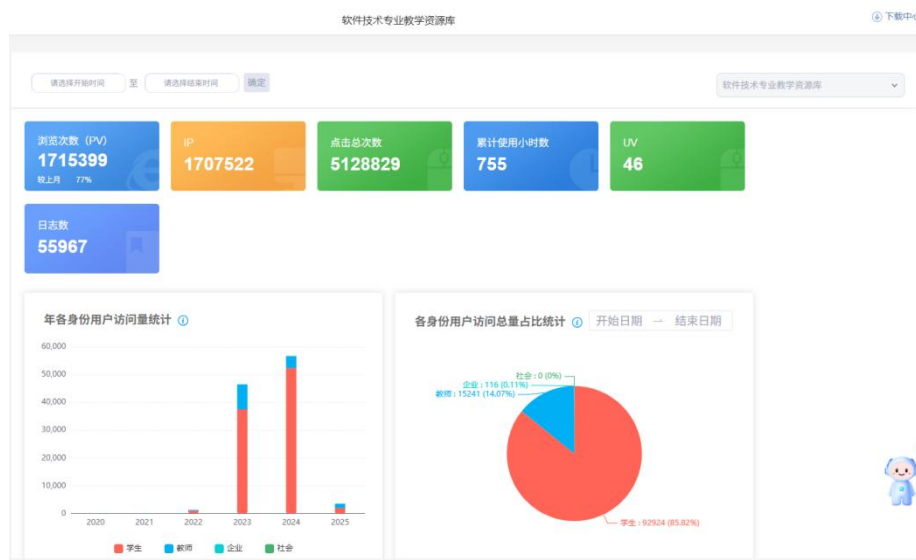 软件技术专业教学资源库
下载中心
请选择开始时间 至 请选择结束时间 确定
软件技术专业教学资源库
浏览次数（PV）
1715399
较上月 77%
IP
1707522
点击总次数
5128829
累计使用小时数
755
UV
46
日志数
55967
年各身份用户访问量统计
60,000
50,000
40,000
30,000
20,000
10,000
0
2020 2021 2022 2023 2024 2025
学生 教师 企业 社会
各身份用户访问总量占比统计 开始日期 → 结束日期
社会 : 0 (0%)
企业 : 116 (0.11%)
教师 : 15241 (14.07%)
学生 : 92924 (85.82%)